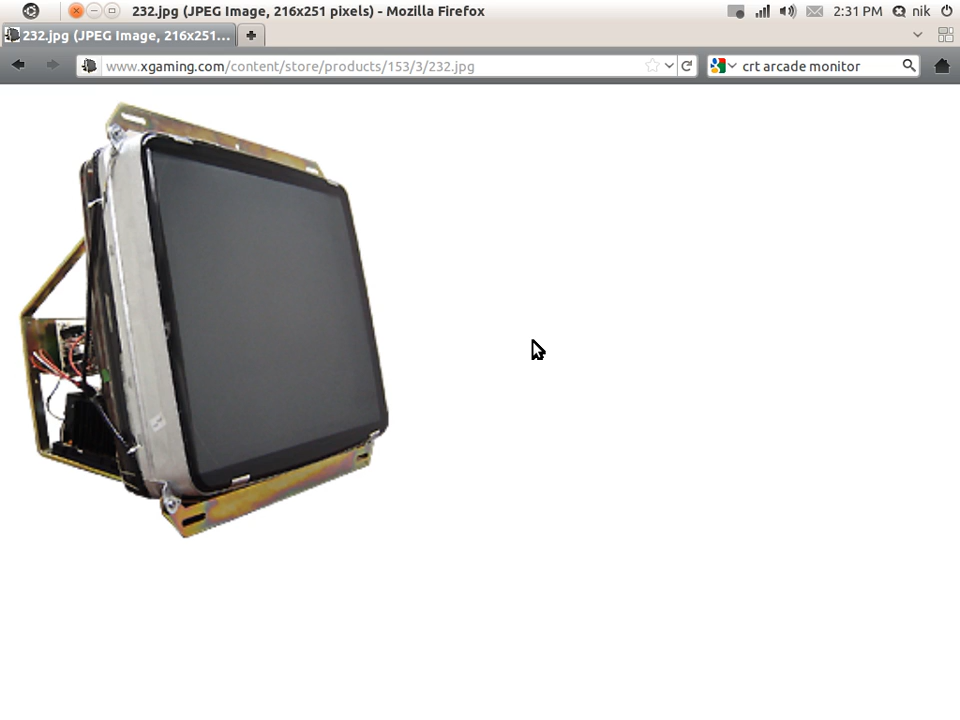 232.jpg (JPEG Image, 216x251 pixels) - Mozilla Firefox
2:31 PM
nik
232.jpg (JPEG Image, 216x251...
www.xgaming.com/content/store/products/153/3/232.jpg
crt arcade monitor